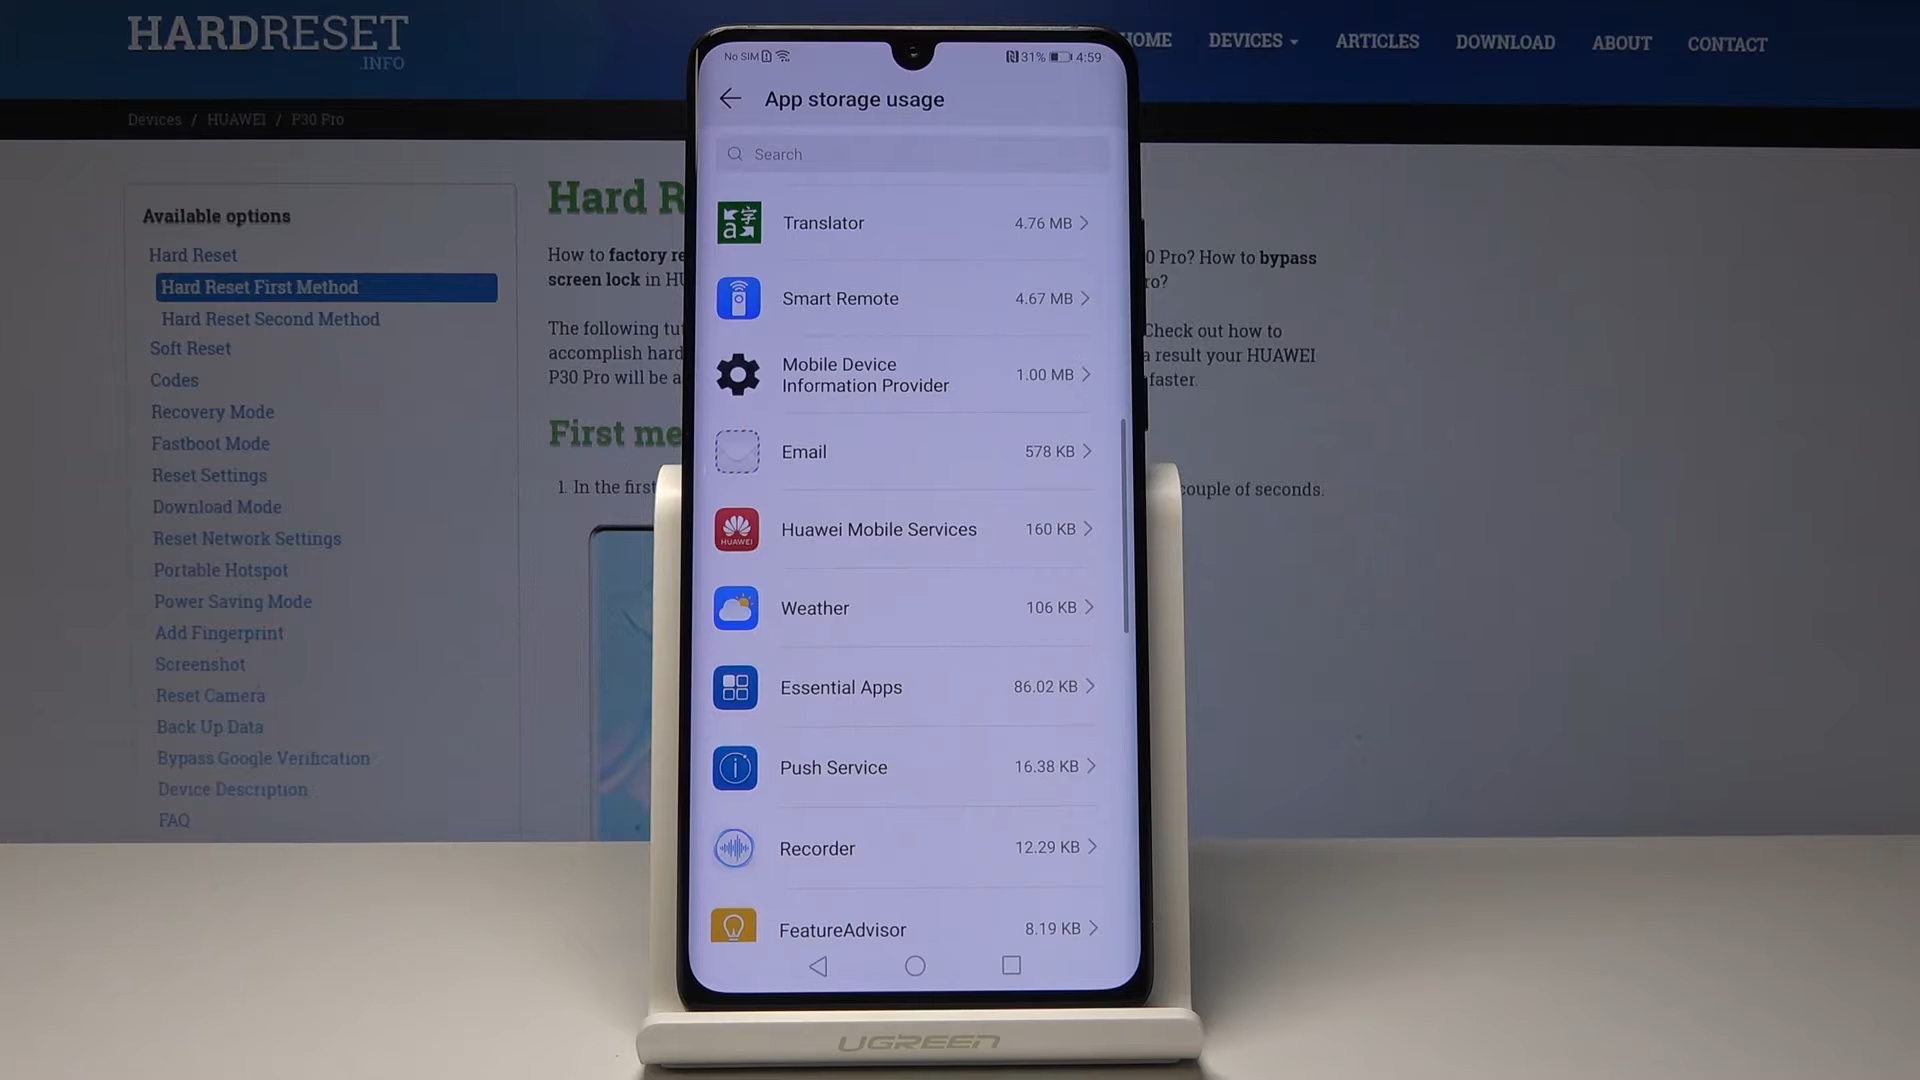 HARDRESET
.INFO
HOME DEVICES ARTICLES DOWNLOAD ABOUT CONTACT
Devices / HUAWEI / P30 Pro
Available options
Hard Reset
Hard Reset First Method
Hard Reset Second Method
Soft Reset
Codes
Recovery Mode
Fastboot Mode
Reset Settings
Download Mode
Reset Network Settings
Portable Hotspot
Power Saving Mode
Add Fingerprint
Screenshot
Reset Camera
Back Up Data
Bypass Google Verification
Device Description
FAQ
Hard R
How to factory re
0 Pro? How to bypass
screen lock in HU
ro?
The following tut
Check out how to
accomplish hard
a result your HUAWEI
P30 Pro will be a
faster.
First me
1. In the first
couple of seconds.
No SIM 31% 4:59
App storage usage
Search
Translator 4.76 MB
Smart Remote 4.67 MB
Mobile Device
Information Provider 1.00 MB
Email 578 KB
HUAWEI
Huawei Mobile Services 160 KB
Weather 106 KB
Essential Apps 86.02 KB
Push Service 16.38 KB
Recorder 12.29 KB
FeatureAdvisor 8.19 KB
UGREEN